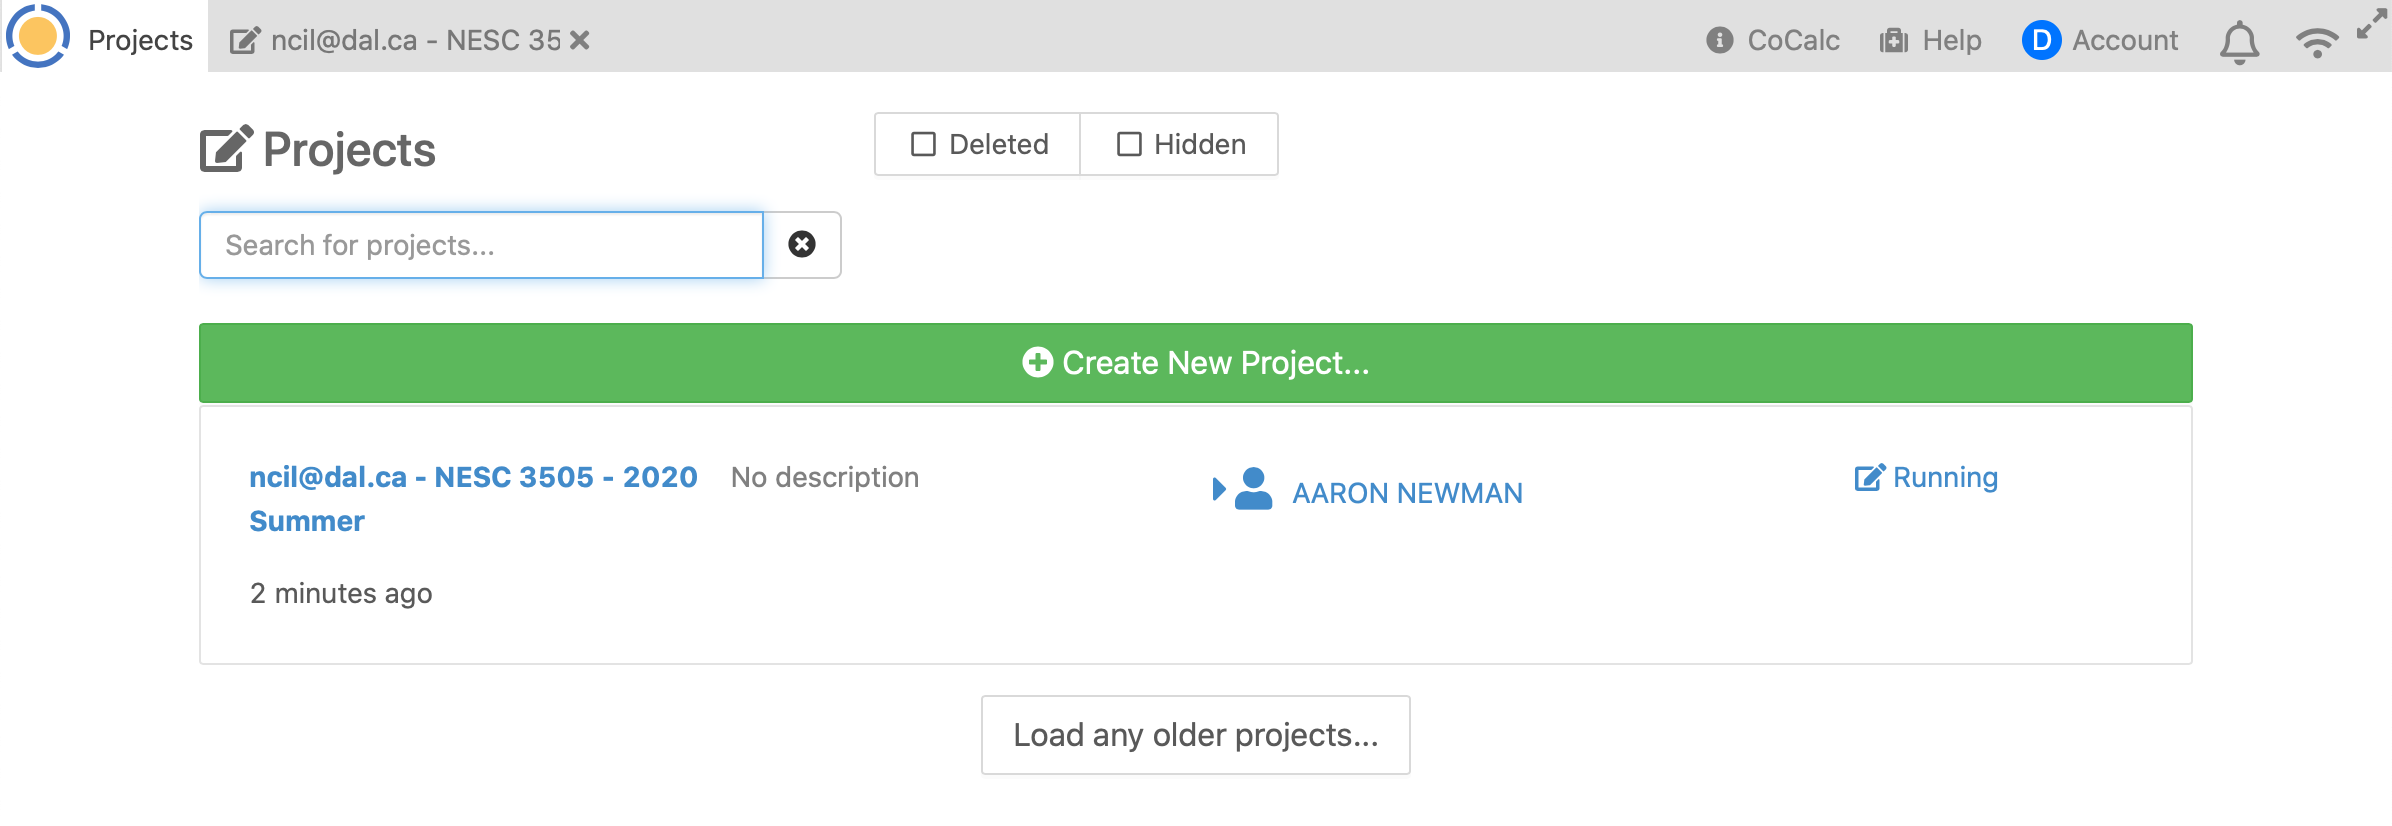 Projects
ncil@dal.ca - NESC 35
CoCalc
Help
D Account
Projects
Deleted
Hidden
Search for projects...
Create New Project...
ncil@dal.ca - NESC 3505 - 2020
Summer
No description
AARON NEWMAN
Running
2 minutes ago
Load any older projects...